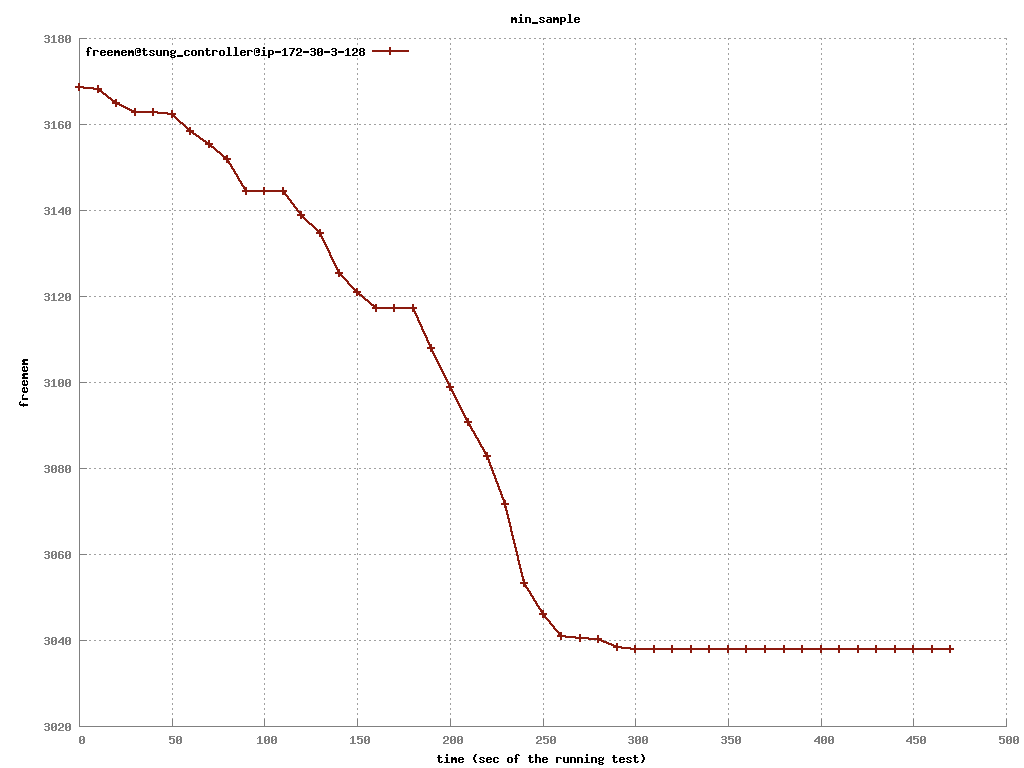 min_sample
freemem@tsung_controller@ip-172-30-3-128
3180
3160
3140
3120
3100
3080
3060
3040
3020
freemem
0 50 100 150 200 250 300 350 400 450 500
time (sec of the running test)